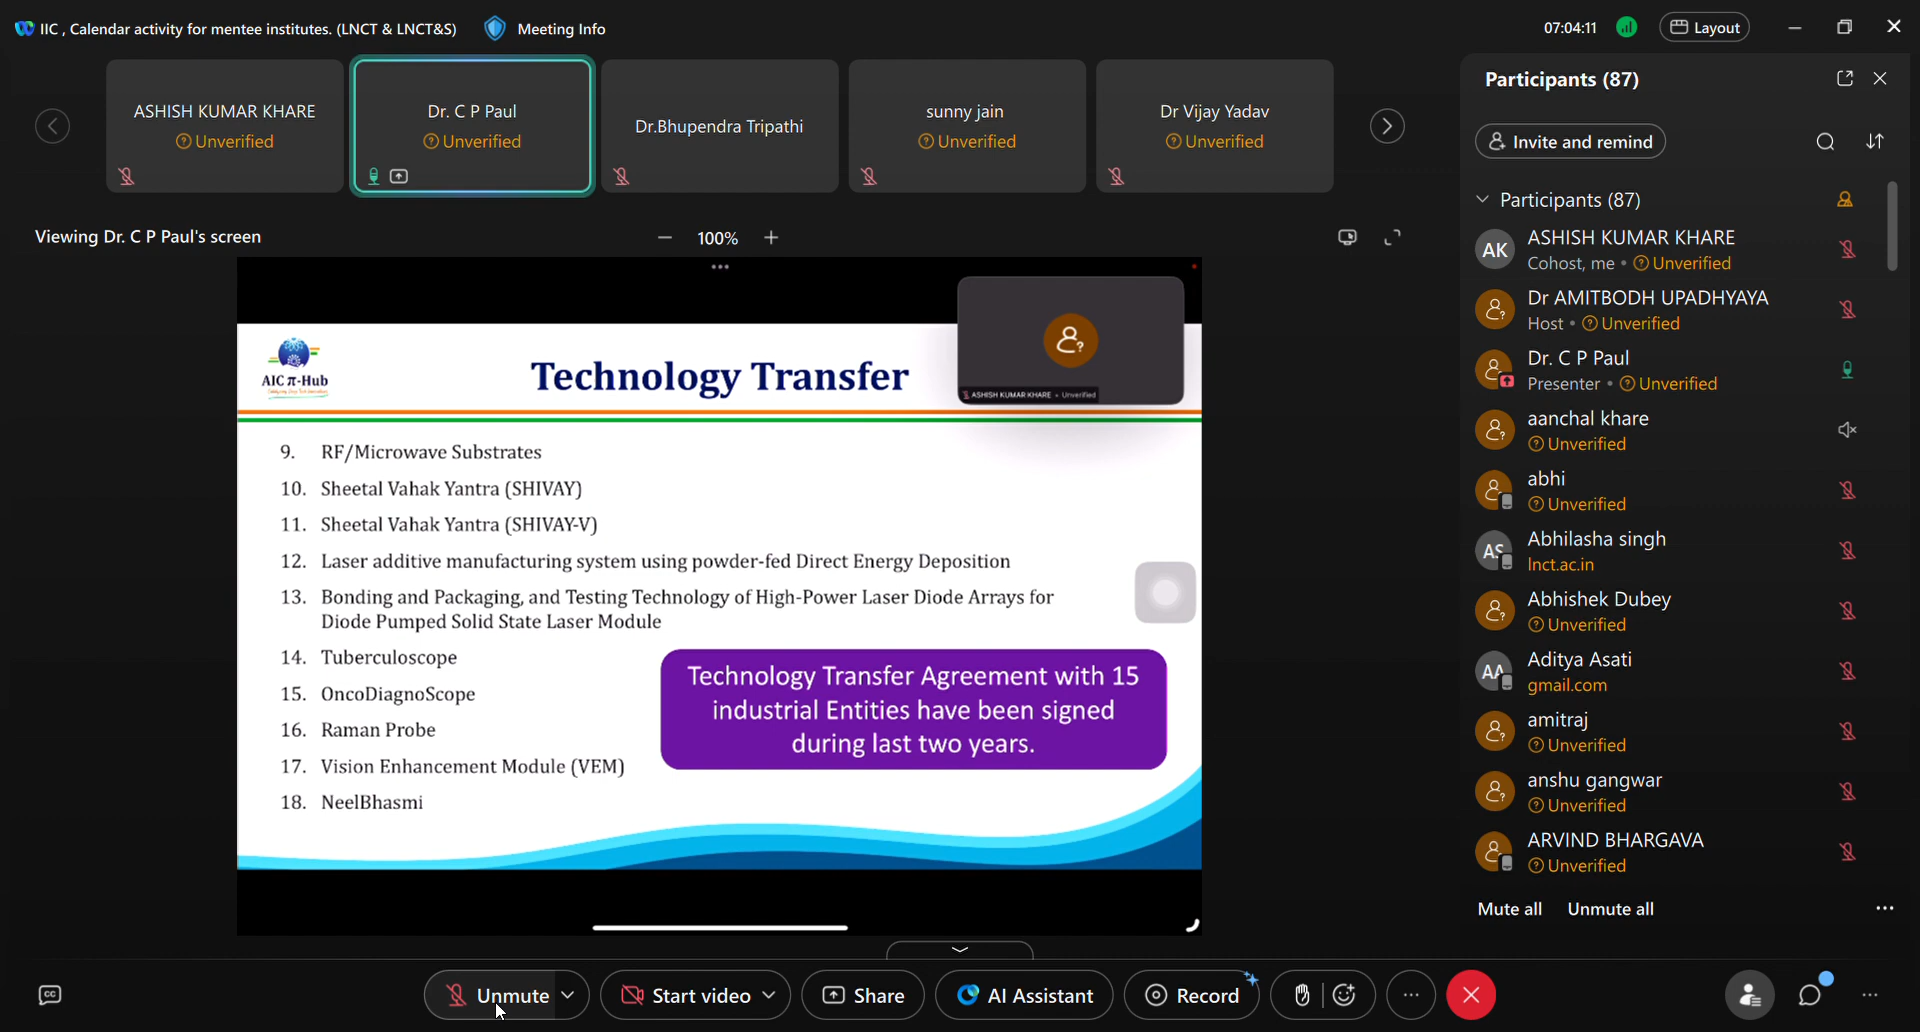 IIC , Calendar activity for mentee institutes. (LNCT & LNCT&S)
Meeting Info
07:04:11
Layout
ASHISH KUMAR KHARE
Unverified
Dr. C P Paul
Unverified
Dr.Bhupendra Tripathi
sunny jain
Unverified
Dr Vijay Yadav
Unverified
Viewing Dr. C P Paul's screen
100%
AIC π-Hub
Technology Transfer
ASHISH KUMAR KHARE • Unverified
9. RF/Microwave Substrates
10. Sheetal Vahak Yantra (SHIVAY)
11. Sheetal Vahak Yantra (SHIVAY-V)
12. Laser additive manufacturing system using powder-fed Direct Energy Deposition
13. Bonding and Packaging, and Testing Technology of High-Power Laser Diode Arrays for
Diode Pumped Solid State Laser Module
14. Tuberculoscope
15. OncoDiagnoScope
16. Raman Probe
17. Vision Enhancement Module (VEM)
18. NeelBhasmi
Technology Transfer Agreement with 15
industrial Entities have been signed
during last two years.
Participants (87)
Invite and remind
Participants (87)
AK
ASHISH KUMAR KHARE
Cohost, me • Unverified
Dr AMITBODH UPADHYAYA
Host • Unverified
Dr. C P Paul
Presenter • Unverified
aanchal khare
Unverified
abhi
Unverified
AS
Abhilasha singh
lnct.ac.in
Abhishek Dubey
Unverified
AA
Aditya Asati
gmail.com
amitraj
Unverified
anshu gangwar
Unverified
ARVIND BHARGAVA
Unverified
Mute all
Unmute all
CC
Unmute
Start video
Share
AI Assistant
Record